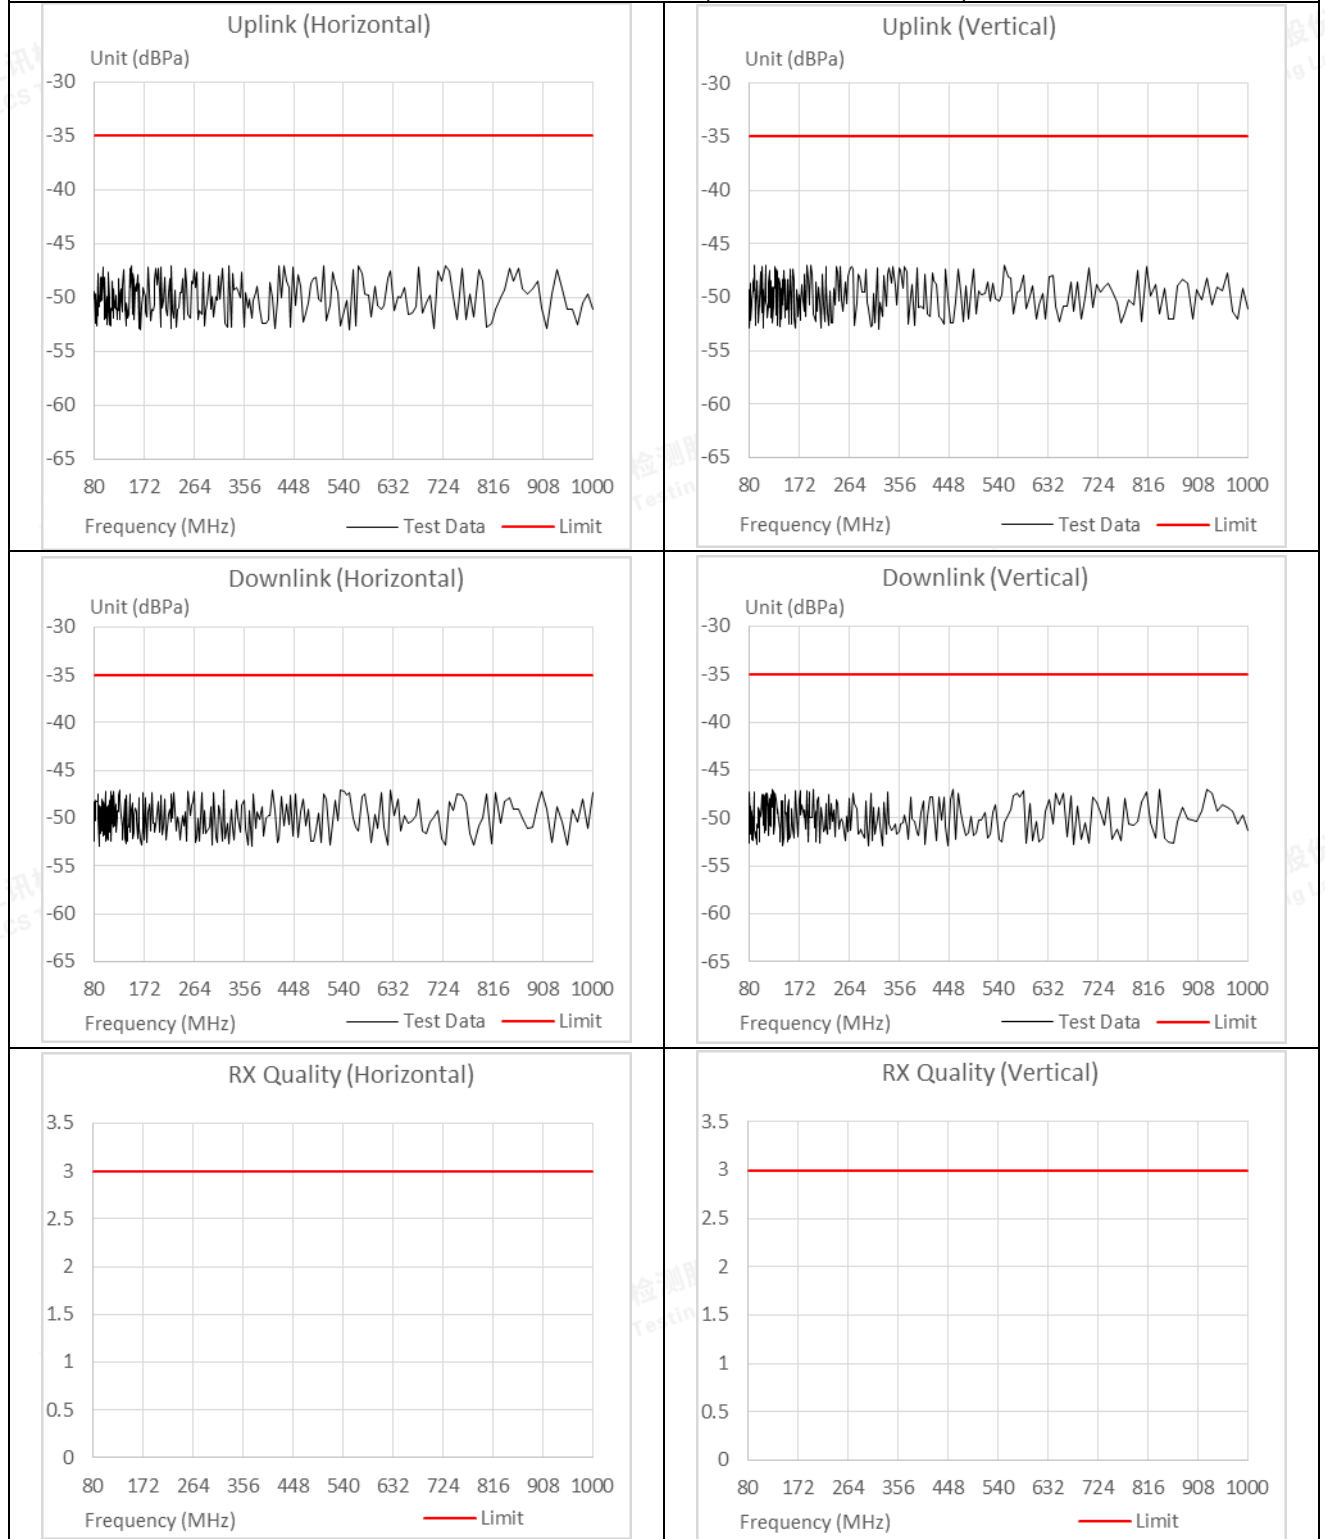 Uplink (Horizontal)
Unit (dBPa)
-30
-35
-40
-45
-50
-55
-60
-65
80 172 264 356 448 540 632 724 816 908 1000
Frequency (MHz) Test Data Limit
Uplink (Vertical)
Unit (dBPa)
-30
-35
-40
-45
-50
-55
-60
-65
80 172 264 356 448 540 632 724 816 908 1000
Frequency (MHz) Test Data Limit
Downlink (Horizontal)
Unit (dBPa)
-30
-35
-40
-45
-50
-55
-60
-65
80 172 264 356 448 540 632 724 816 908 1000
Frequency (MHz) Test Data Limit
Downlink (Vertical)
Unit (dBPa)
-30
-35
-40
-45
-50
-55
-60
-65
80 172 264 356 448 540 632 724 816 908 1000
Frequency (MHz) Test Data Limit
RX Quality (Horizontal)
3.5
3
2.5
2
1.5
1
0.5
0
80 172 264 356 448 540 632 724 816 908 1000
Frequency (MHz) Limit
RX Quality (Vertical)
3.5
3
2.5
2
1.5
1
0.5
0
80 172 264 356 448 540 632 724 816 908 1000
Frequency (MHz) Limit
检测
Testin
检测
Testin